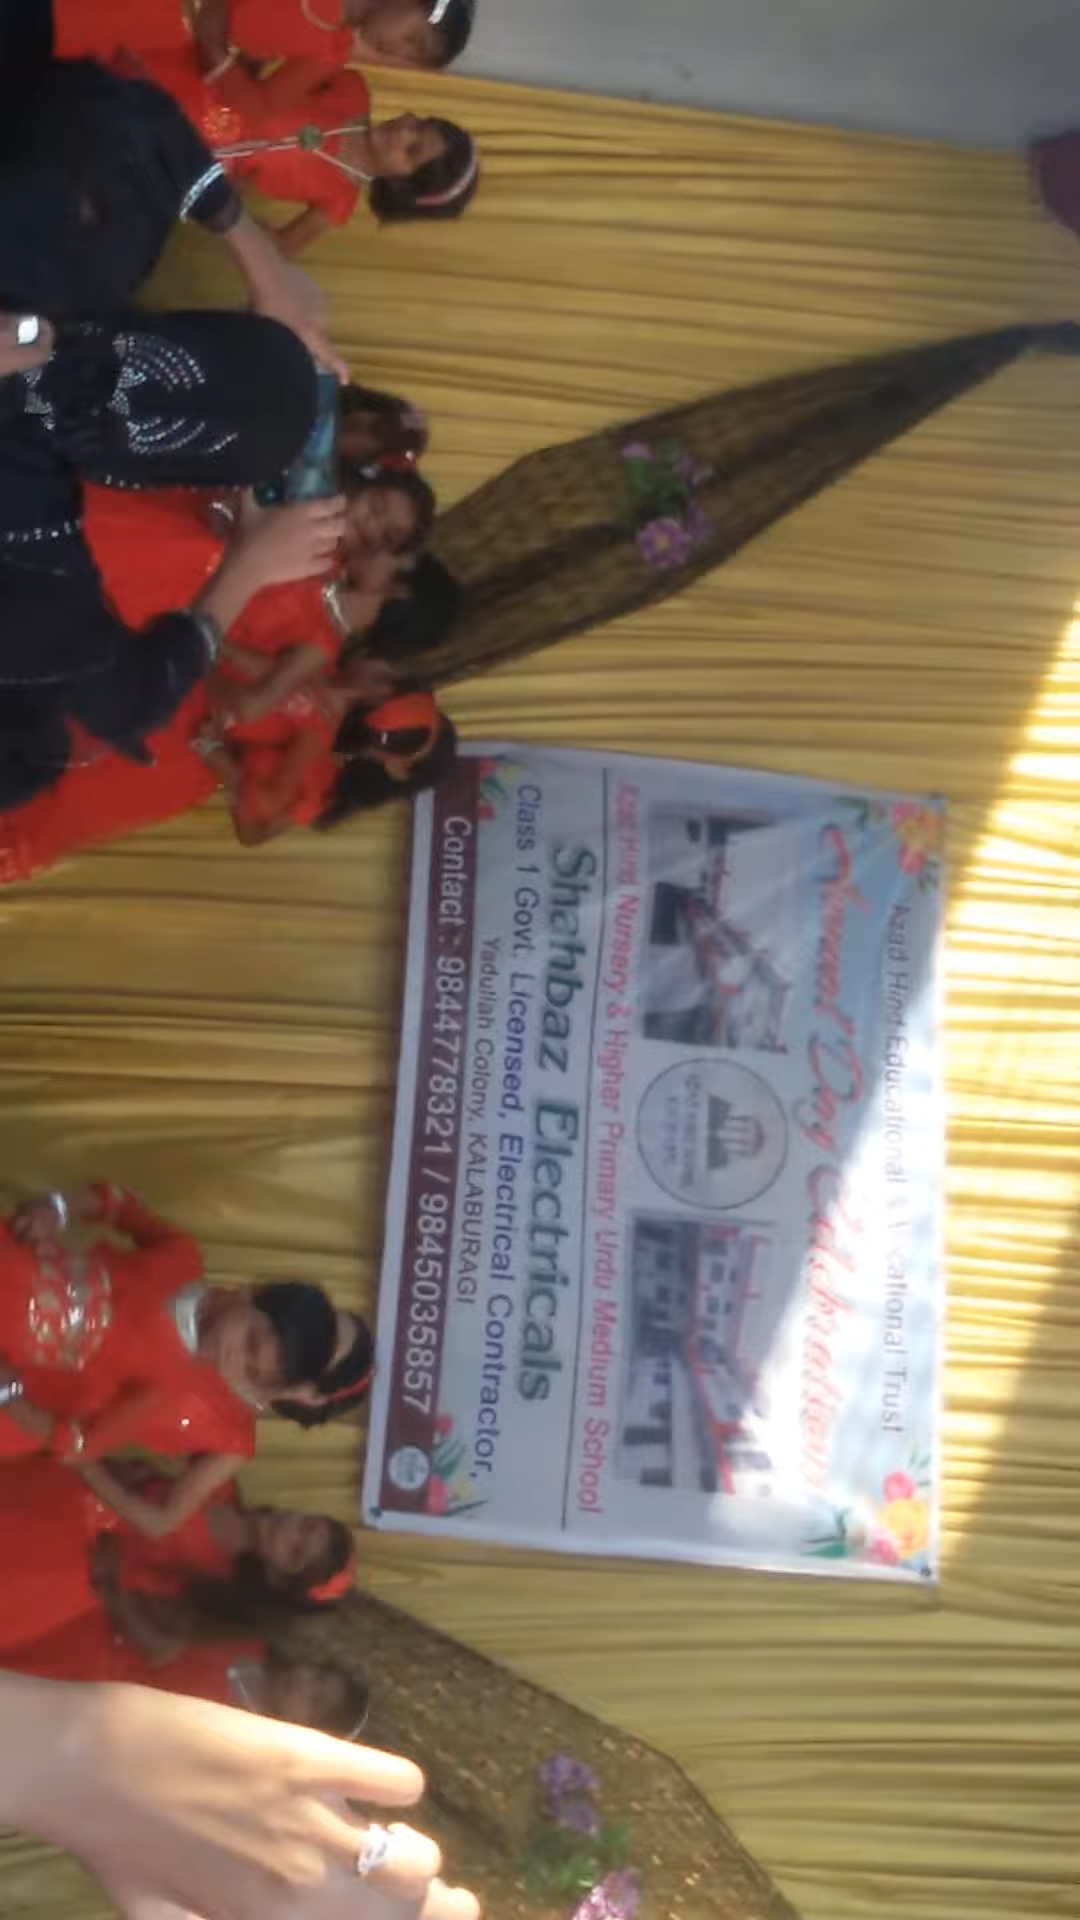 Azad Hind Educational & Vocational Trust
Annual Day Celebration
Azad Hind Nursery & Higher Primary Urdu Medium School
Shahbaz Electricals
Class 1 Govt. Licensed, Electrical Contractor,
Yadullah Colony, KALABURAGI
Contact : 9844778321 / 9845035857